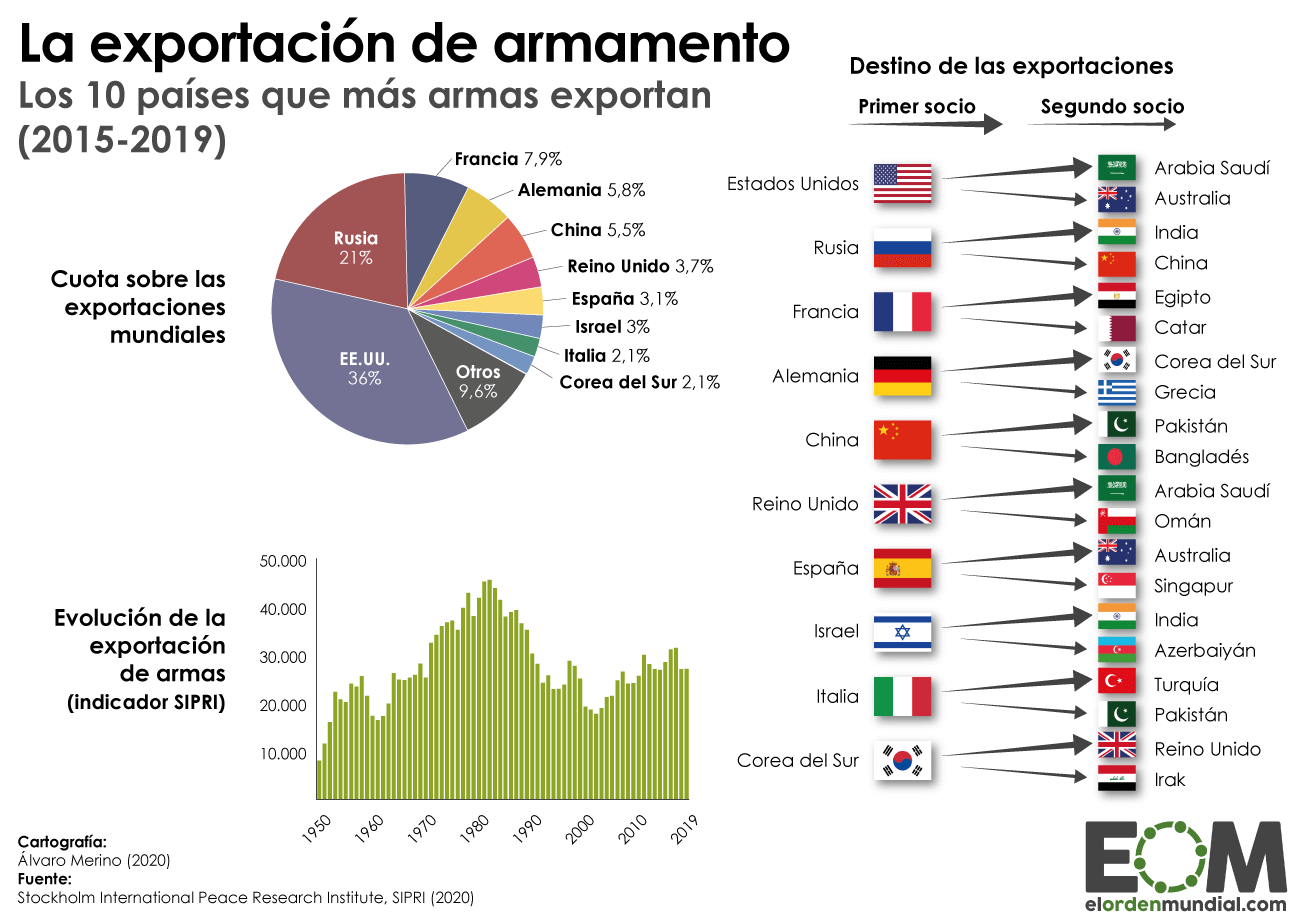 La exportación de armamento
Los 10 países que más armas exportan
(2015-2019)
Cuota sobre las
exportaciones
mundiales
Francia 7,9%
Alemania 5,8%
China 5,5%
Reino Unido 3,7%
España 3,1%
Israel 3%
Italia 2,1%
Corea del Sur 2,1%
Otros
9,6%
EE.UU.
36%
Rusia
21%
Evolución de la
exportación
de armas
(indicador SIPRI)
50.000
40.000
30.000
20.000
10.000
1950
1960
1970
1980
1990
2000
2010
2019
Destino de las exportaciones
Primer socio
Segundo socio
Estados Unidos
Arabia Saudí
Australia
Rusia
India
China
Francia
Egipto
Catar
Alemania
Corea del Sur
Grecia
China
Pakistán
Bangladés
Reino Unido
Arabia Saudí
Omán
España
Australia
Singapur
Israel
India
Azerbaiyán
Italia
Turquía
Pakistán
Corea del Sur
Reino Unido
Irak
Cartografía:
Álvaro Merino (2020)
Fuente:
Stockholm International Peace Research Institute, SIPRI (2020)
EOM
elordenmundial.com